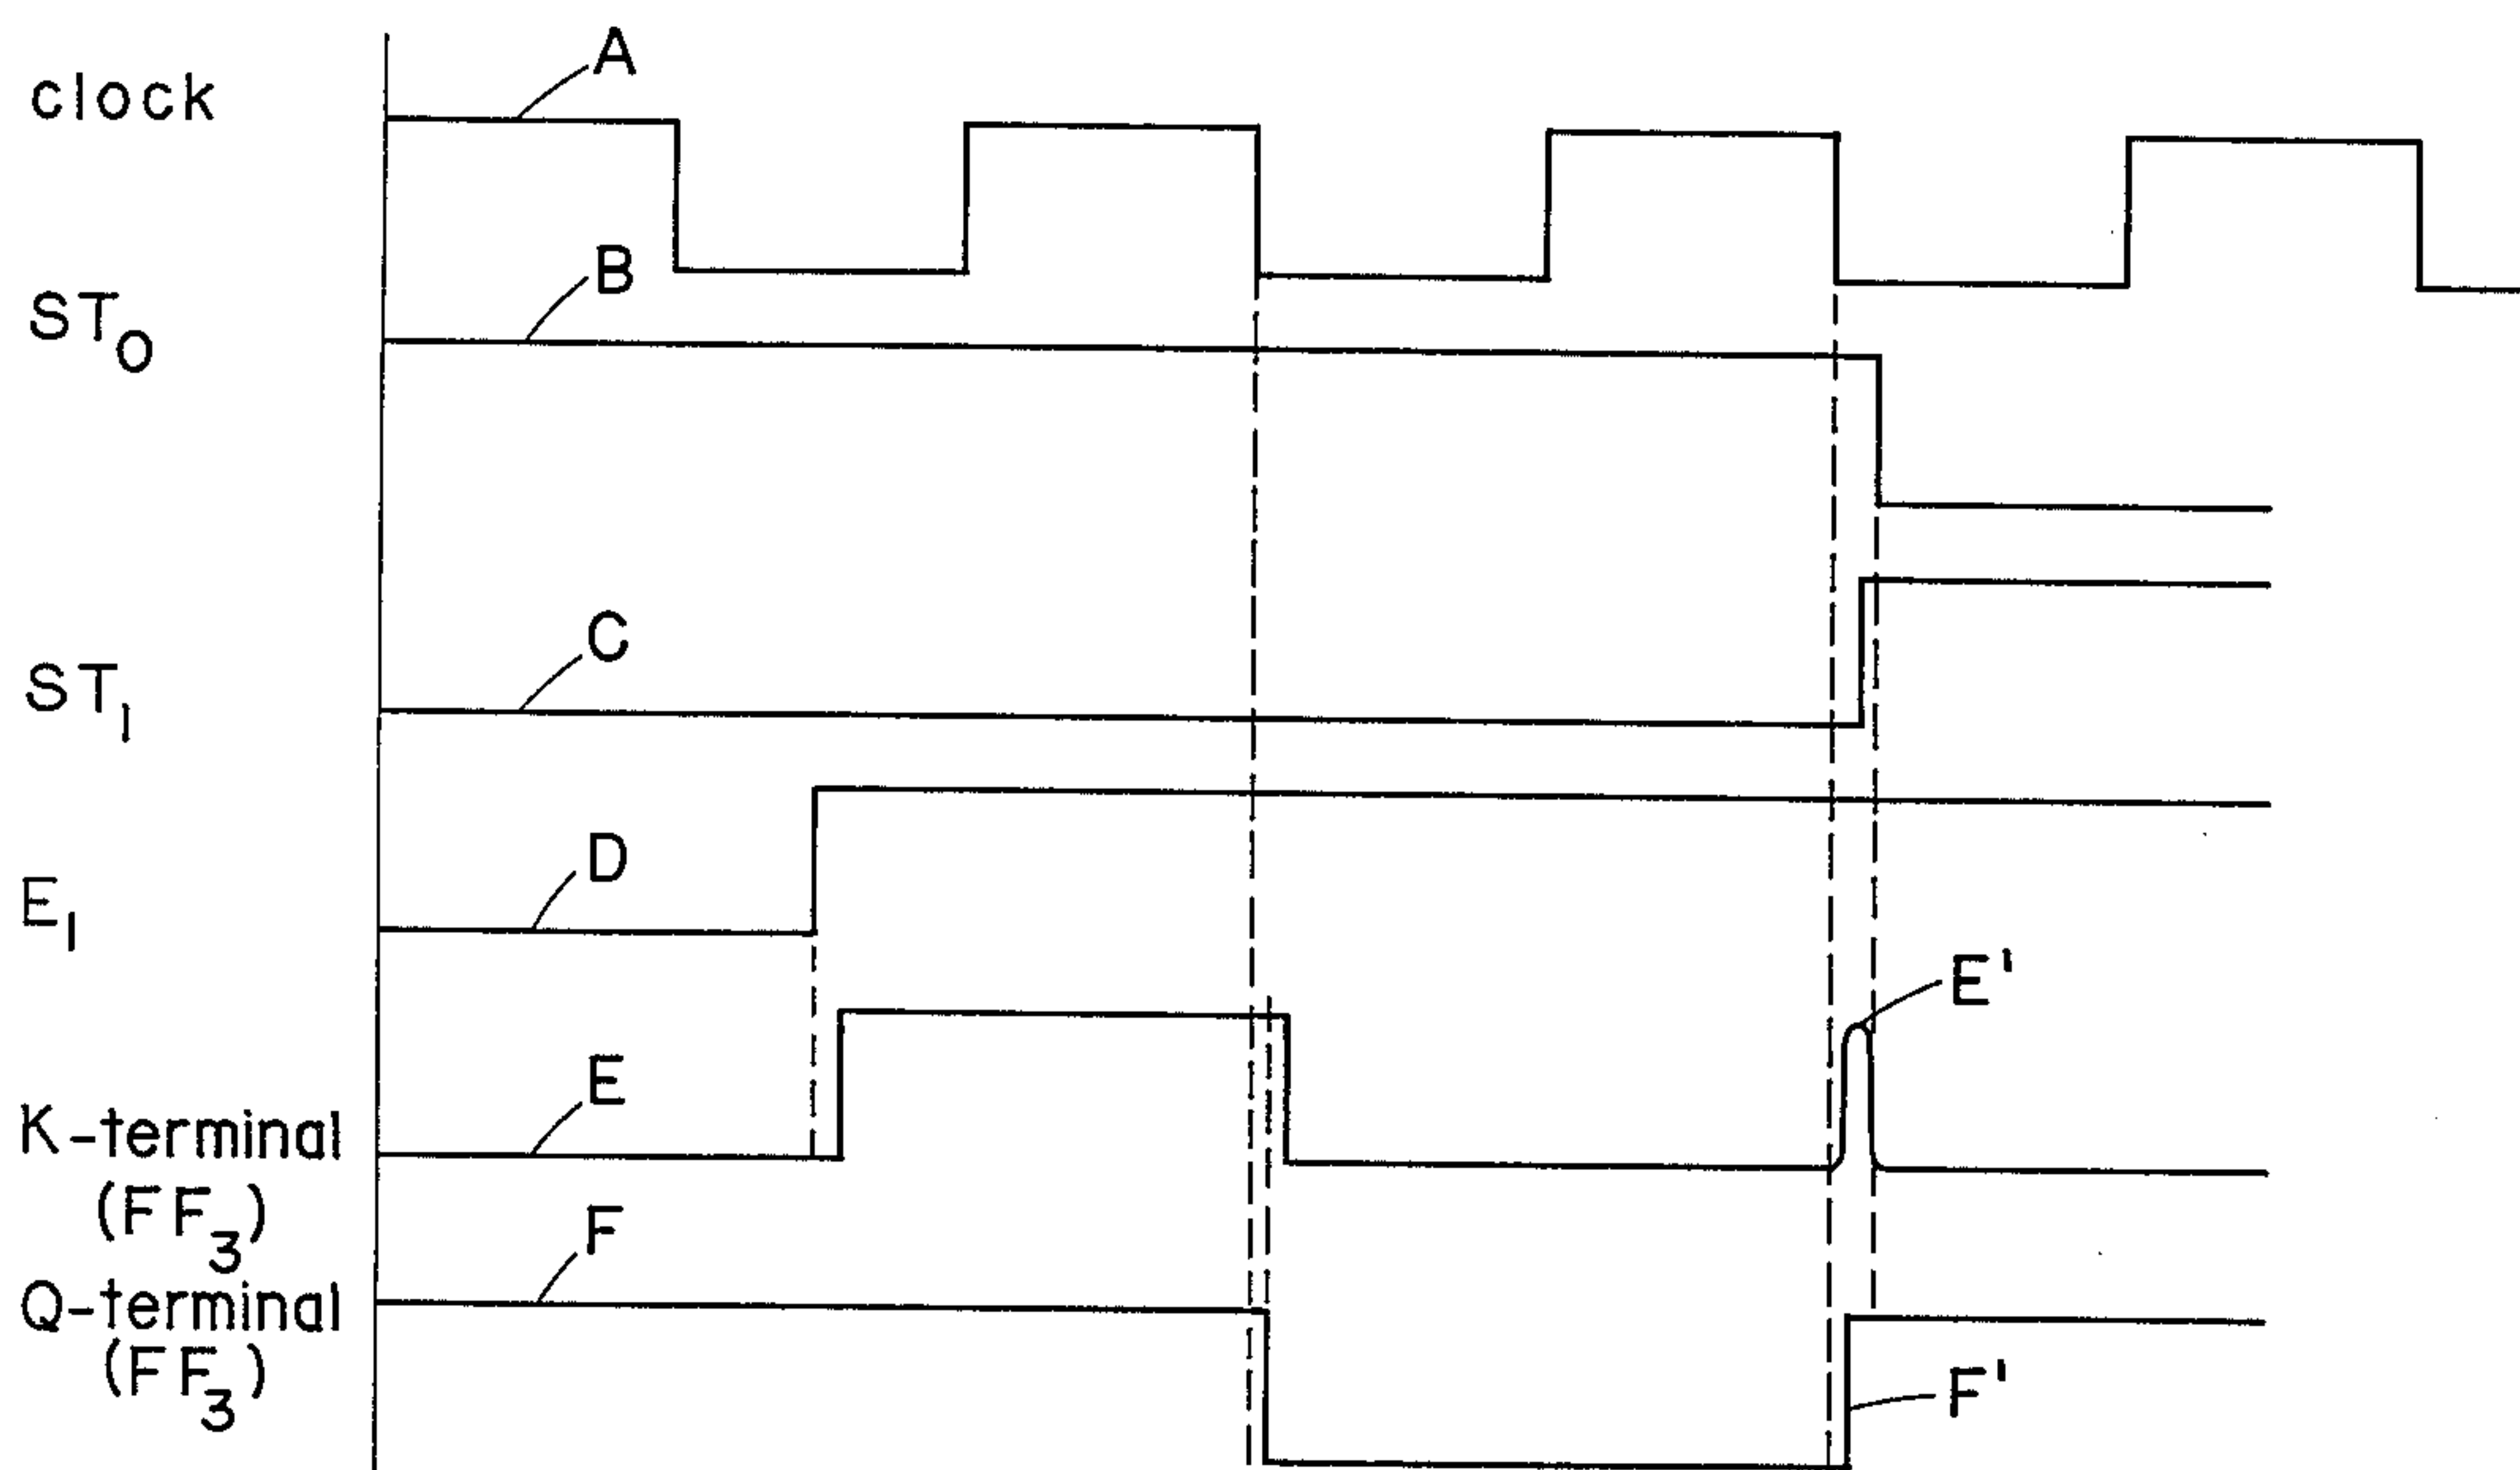 A
clock
B
ST0
C
ST1
D
E1
E'
E
K-terminal
(FF3)
F
Q-terminal
(FF3)
F'